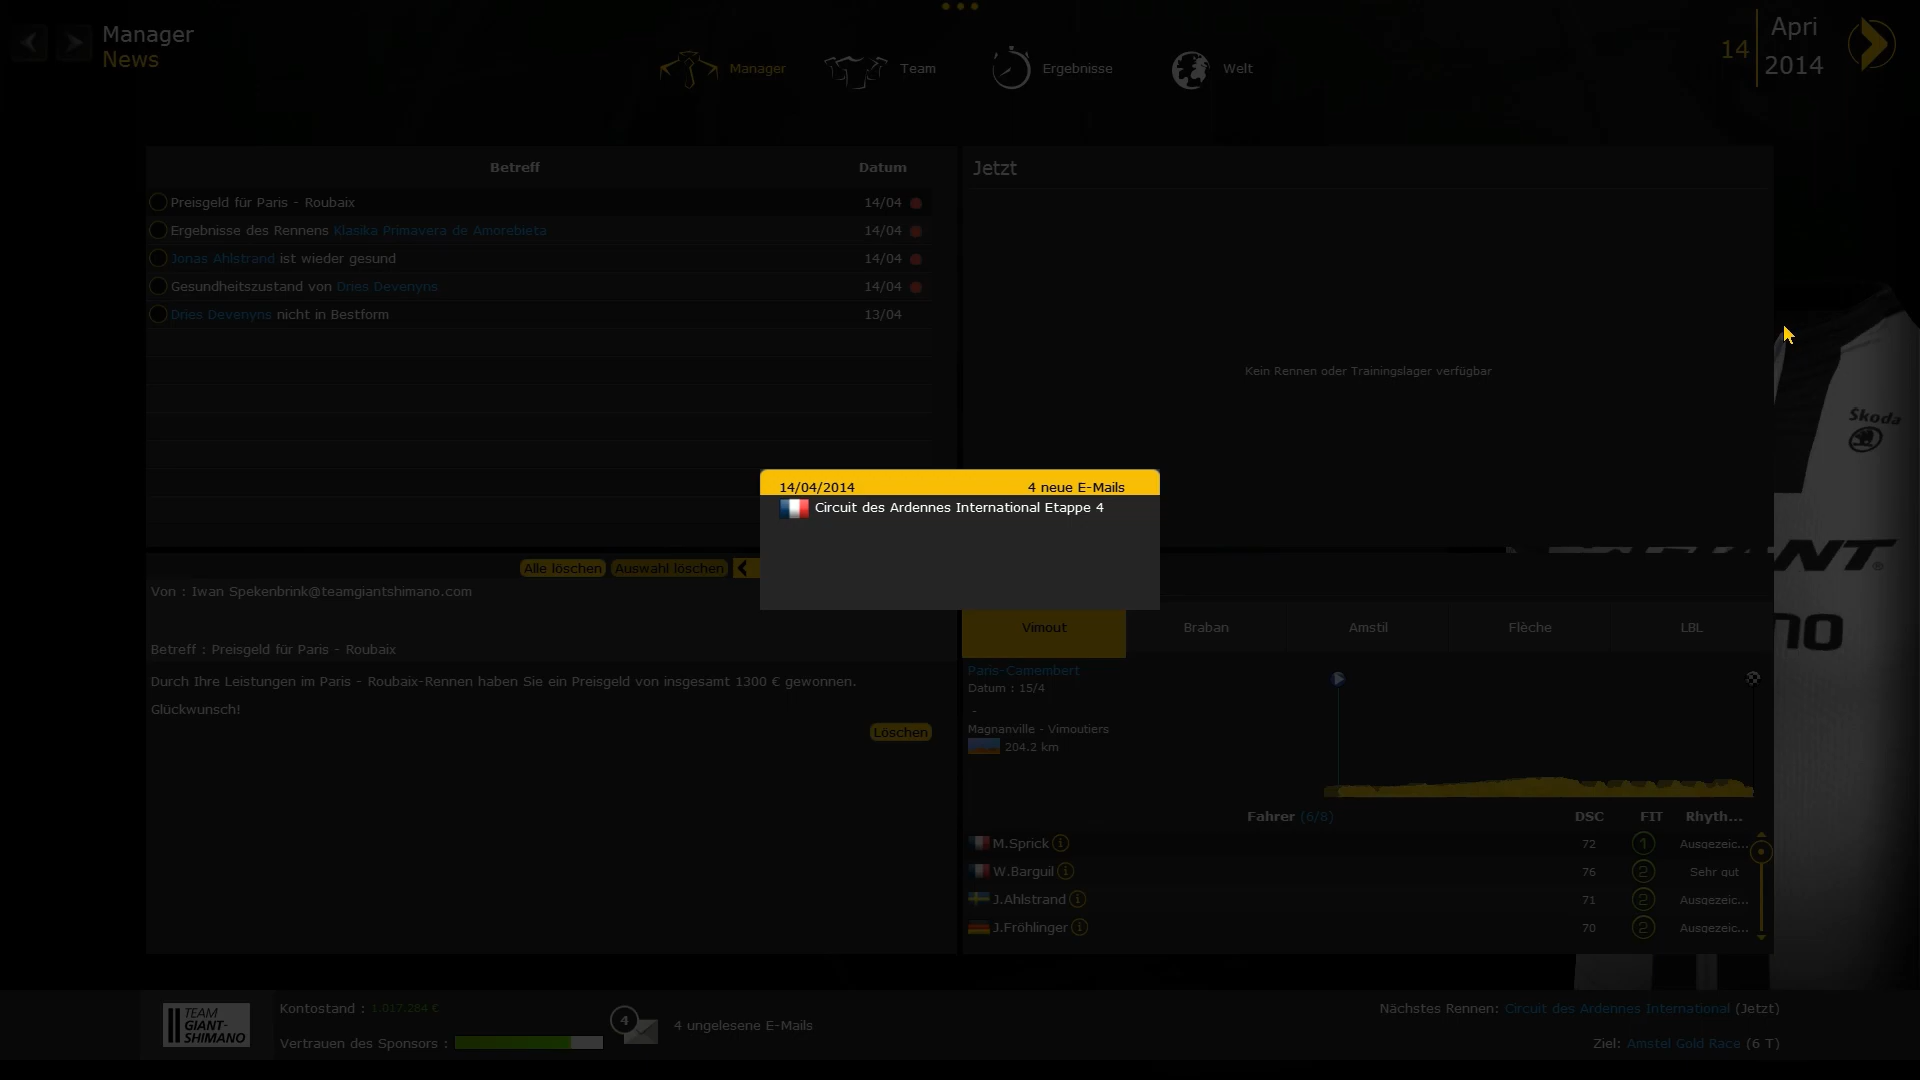 Manager
News
Manager
Team
Ergebnisse
Welt
14
Apri
2014
Betreff
Datum
Preisgeld für Paris - Roubaix
14/04
Ergebnisse des Rennens Klasika Primavera de Amorebieta
14/04
Jonas Ahlstrand ist wieder gesund
14/04
Gesundheitszustand von Dries Devenyns
14/04
Dries Devenyns nicht in Bestform
13/04
Jetzt
Kein Rennen oder Trainingslager verfügbar
Škoda
14/04/2014
4 neue E-Mails
Circuit des Ardennes International Etappe 4
Alle löschen
Auswahl löschen
Von : Iwan Spekenbrink@teamgiantshimano.com
Betreff : Preisgeld für Paris - Roubaix
Durch Ihre Leistungen im Paris - Roubaix-Rennen haben Sie ein Preisgeld von insgesamt 1300 € gewonnen.
Glückwunsch!
Löschen
Vimout
Braban
Amstil
Flèche
LBL
Paris-Camembert
Datum : 15/4
-
Magnanville - Vimoutiers
204.2 km
Fahrer (6/8)
DSC
FIT
Rhyth...
M.Sprick
72
1
Ausgezeic...
W.Barguil
76
2
Sehr gut
J.Ahlstrand
71
2
Ausgezeic...
J.Fröhlinger
70
2
Ausgezeic...
TEAM
GIANT-
SHIMANO
Kontostand : 1.017.284 €
Vertrauen des Sponsors :
4
4 ungelesene E-Mails
Nächstes Rennen: Circuit des Ardennes International (Jetzt)
Ziel: Amstel Gold Race (6 T)